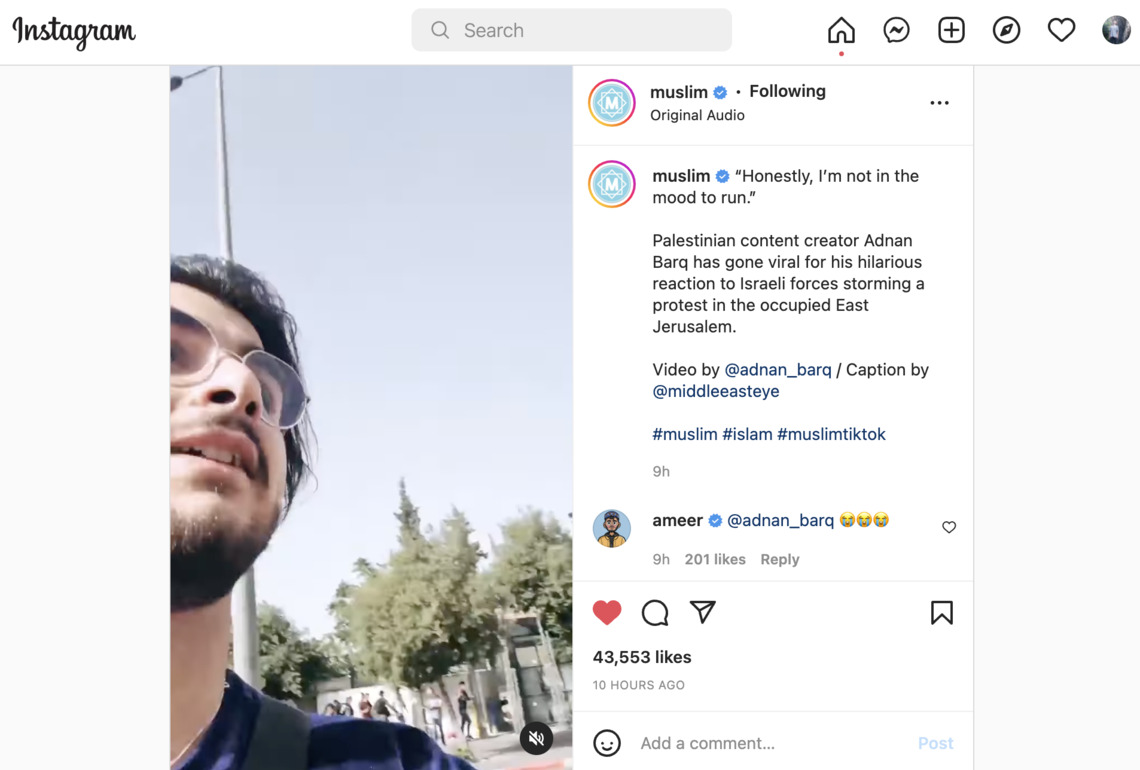 Instagram
Search
muslim • Following
Original Audio
muslim “Honestly, I’m not in the
mood to run.”
Palestinian content creator Adnan
Barq has gone viral for his hilarious
reaction to Israeli forces storming a
protest in the occupied East
Jerusalem.
Video by @adnan_barq / Caption by
@middleeasteye
#muslim #islam #muslimtiktok
9h
ameer @adnan_barq 😭😭😭
9h 201 likes Reply
43,553 likes
10 HOURS AGO
Add a comment... Post